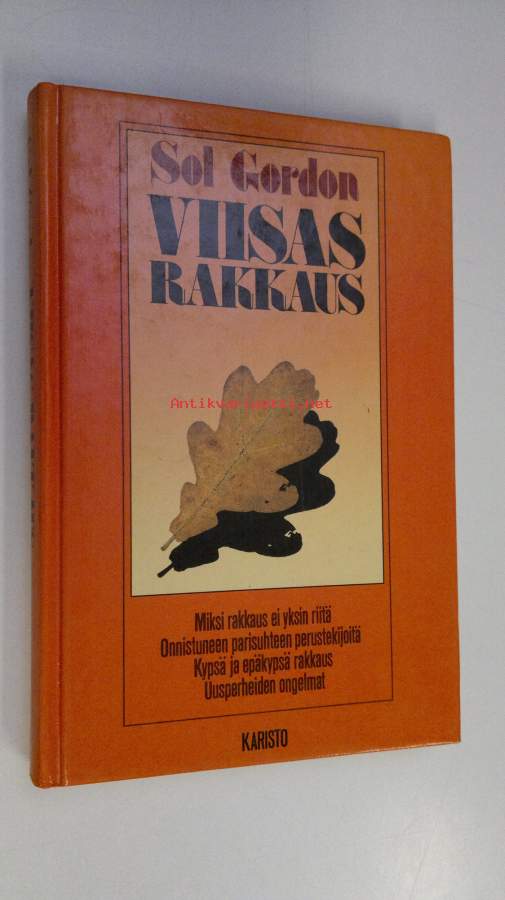 Sol Gordon
VIISAS
RAKKAUS
Antikvariaatti.net
Miksi rakkaus ei yksin riitä
Onnistuneen parisuhteen perustekijöitä
Kypsä ja epäkypsä rakkaus
Uusperheiden ongelmat
KARISTO